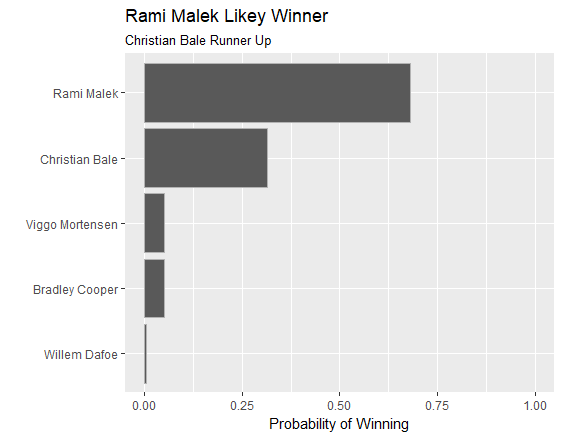 Rami Malek Likey Winner
Christian Bale Runner Up
Rami Malek
Christian Bale
Viggo Mortensen
Bradley Cooper
Willem Dafoe
0.00 0.25 0.50 0.75 1.00
Probability of Winning